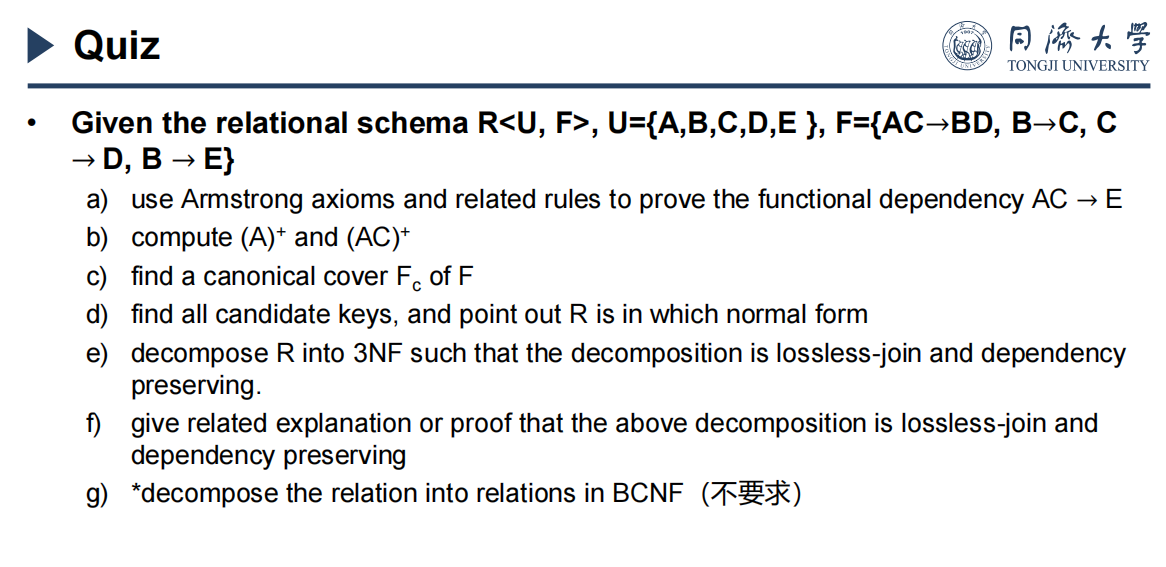 Quiz
同濟大學
TONGJI UNIVERSITY
• Given the relational schema R<U, F>, U={A,B,C,D,E }, F={AC→BD, B→C, C
→ D, B → E}
a) use Armstrong axioms and related rules to prove the functional dependency AC → E
b) compute (A)⁺ and (AC)⁺
c) find a canonical cover F꜀ of F
d) find all candidate keys, and point out R is in which normal form
e) decompose R into 3NF such that the decomposition is lossless-join and dependency
preserving.
f) give related explanation or proof that the above decomposition is lossless-join and
dependency preserving
g) *decompose the relation into relations in BCNF（不要求）